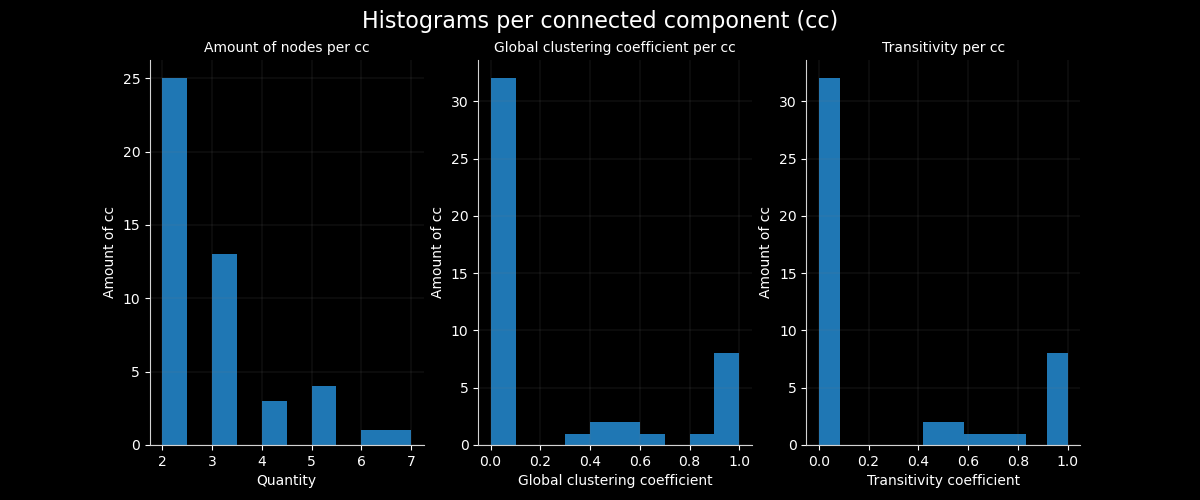 Histograms per connected component (cc)
Amount of nodes per cc
Amount of cc
25
20
15
10
5
0
2 3 4 5 6 7
Quantity
Global clustering coefficient per cc
Amount of cc
30
25
20
15
10
5
0
0.0 0.2 0.4 0.6 0.8 1.0
Global clustering coefficient
Transitivity per cc
Amount of cc
30
25
20
15
10
5
0
0.0 0.2 0.4 0.6 0.8 1.0
Transitivity coefficient